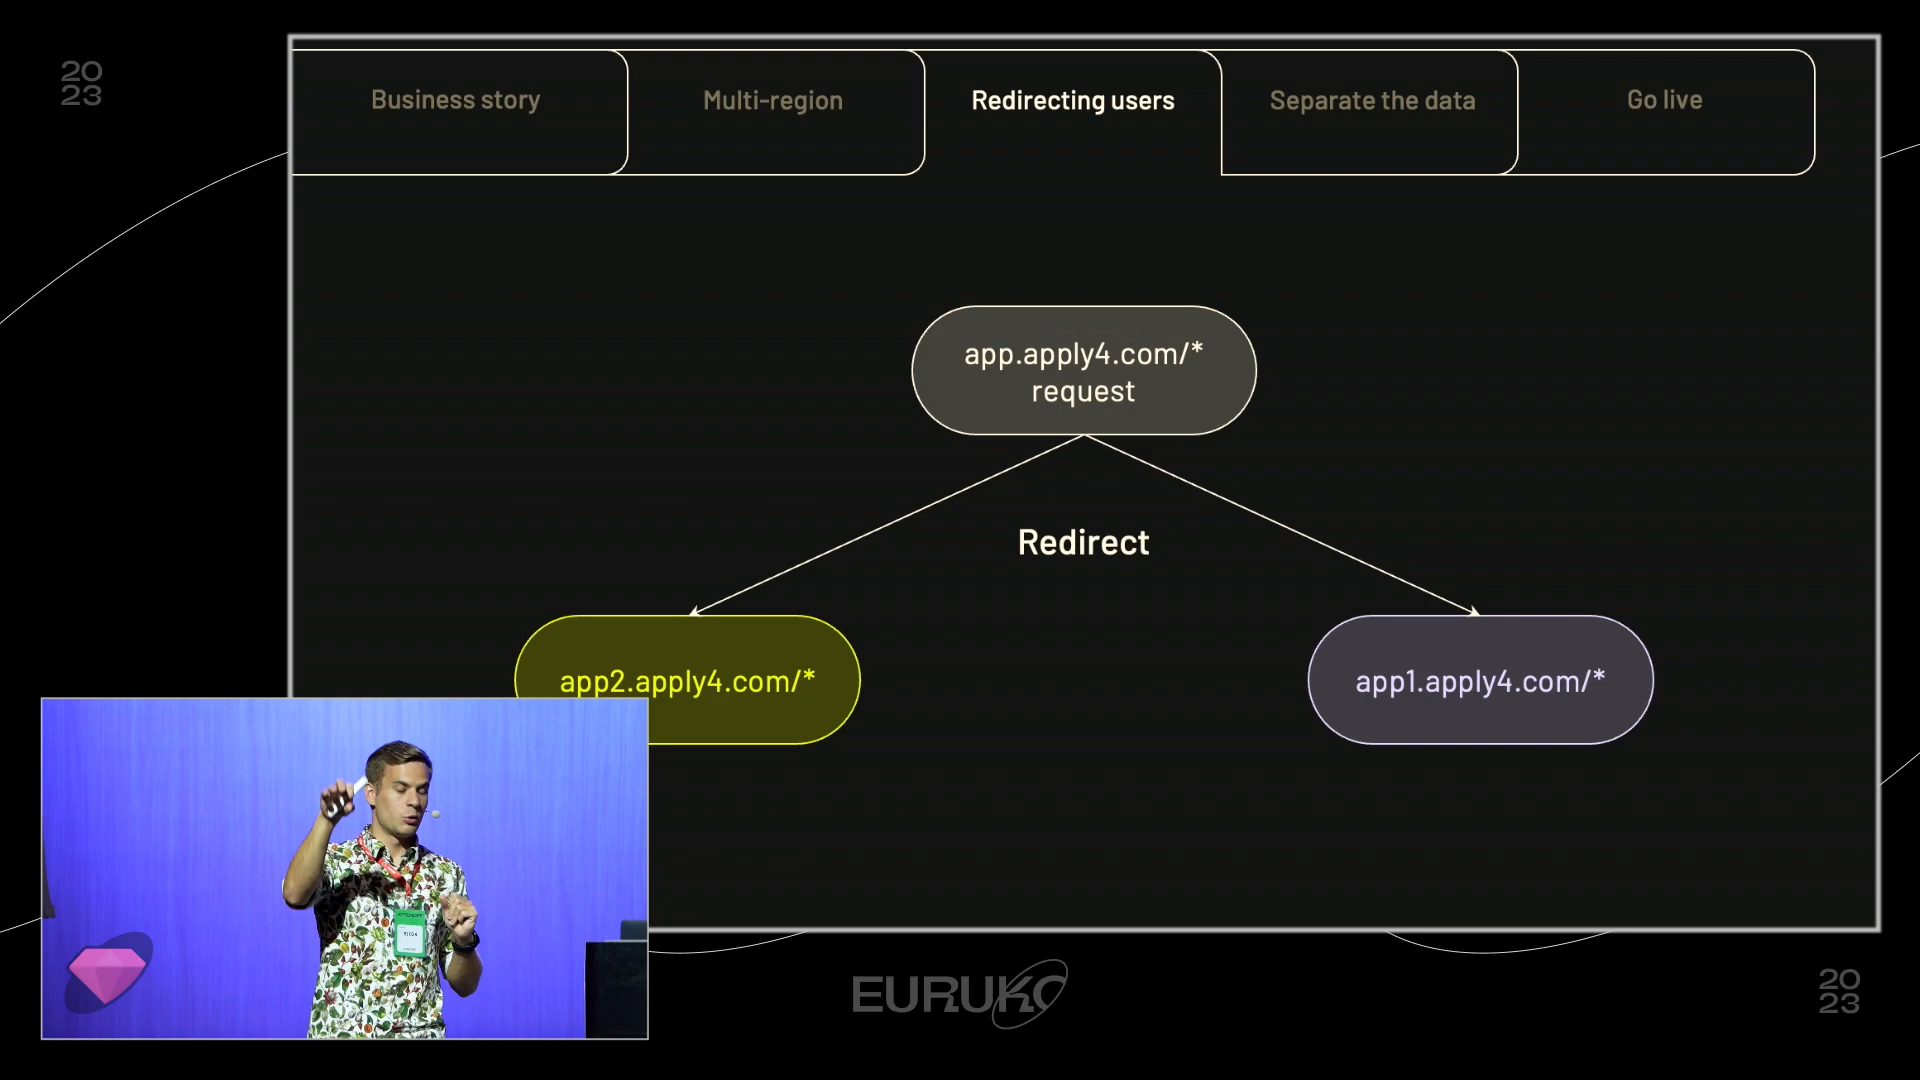 20
23
Business story
Multi-region
Redirecting users
Separate the data
Go live
app.apply4.com/*
request
Redirect
app2.apply4.com/*
app1.apply4.com/*
EURUKO
20
23